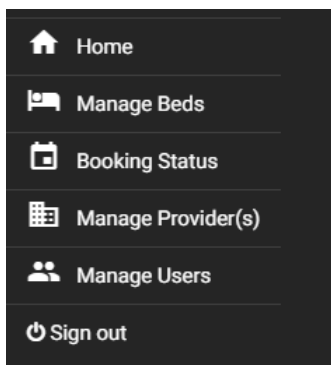 Home
Manage Beds
Booking Status
Manage Provider(s)
Manage Users
Sign out